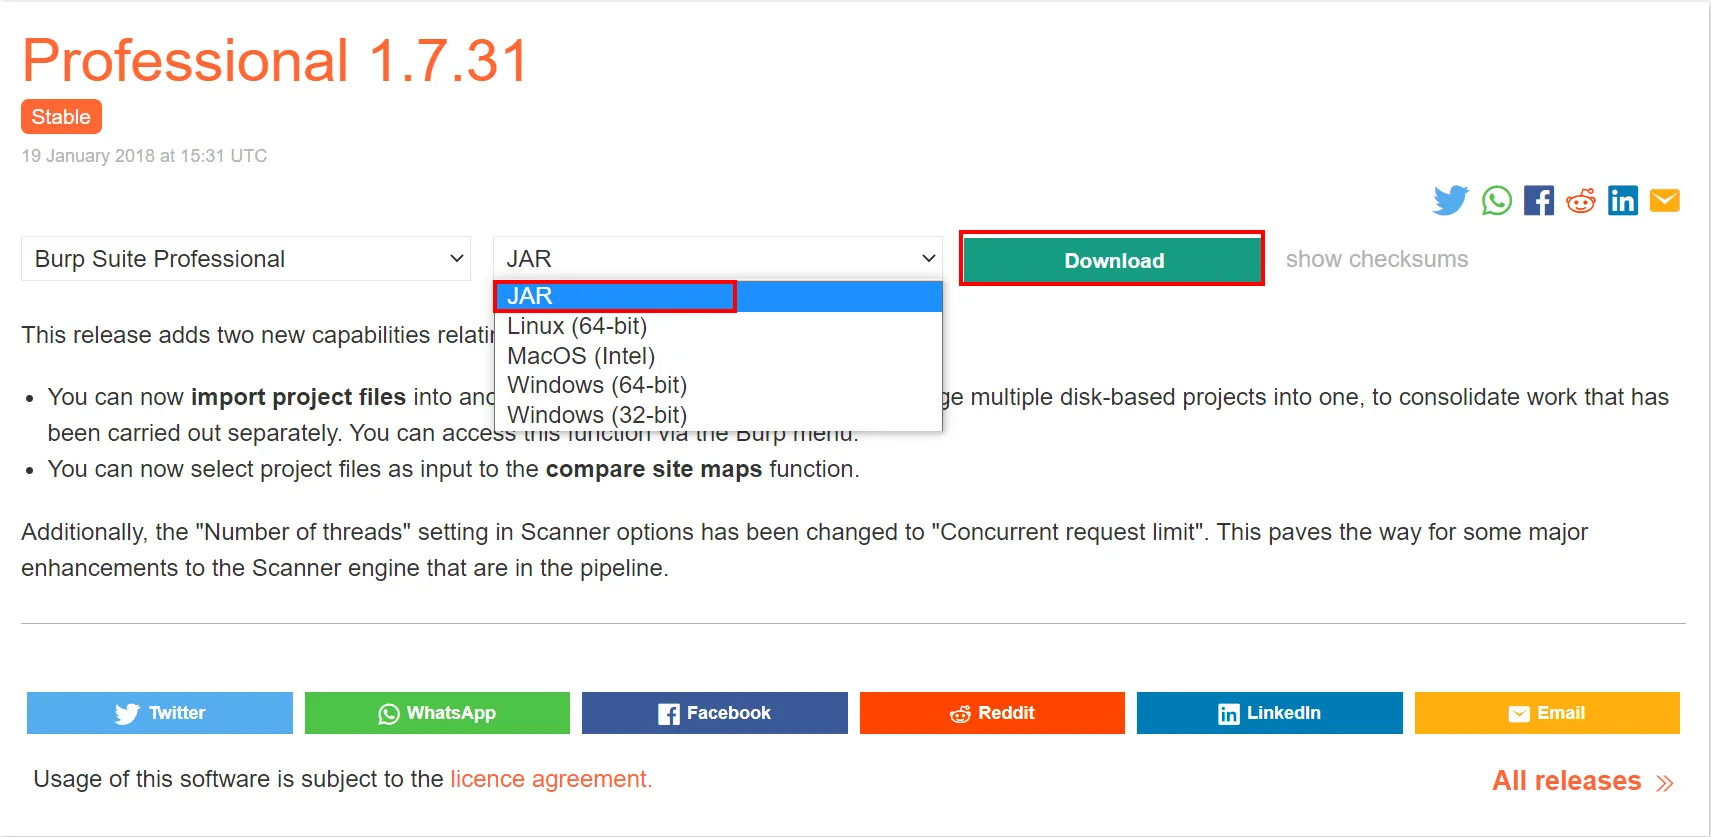 Professional 1.7.31
Stable
19 January 2018 at 15:31 UTC
Burp Suite Professional
JAR
Download
show checksums
JAR
Linux (64-bit)
MacOS (Intel)
Windows (64-bit)
Windows (32-bit)
This release adds two new capabilities
You can now import project files into multiple disk-based projects into one, to consolidate work that has
been carried out separately. You can access this function via the Burp menu.
You can now select project files as input to the compare site maps function.
Additionally, the "Number of threads" setting in Scanner options has been changed to "Concurrent request limit". This paves the way for some major
enhancements to the Scanner engine that are in the pipeline.
Twitter
WhatsApp
Facebook
Reddit
LinkedIn
Email
Usage of this software is subject to the licence agreement.
All releases